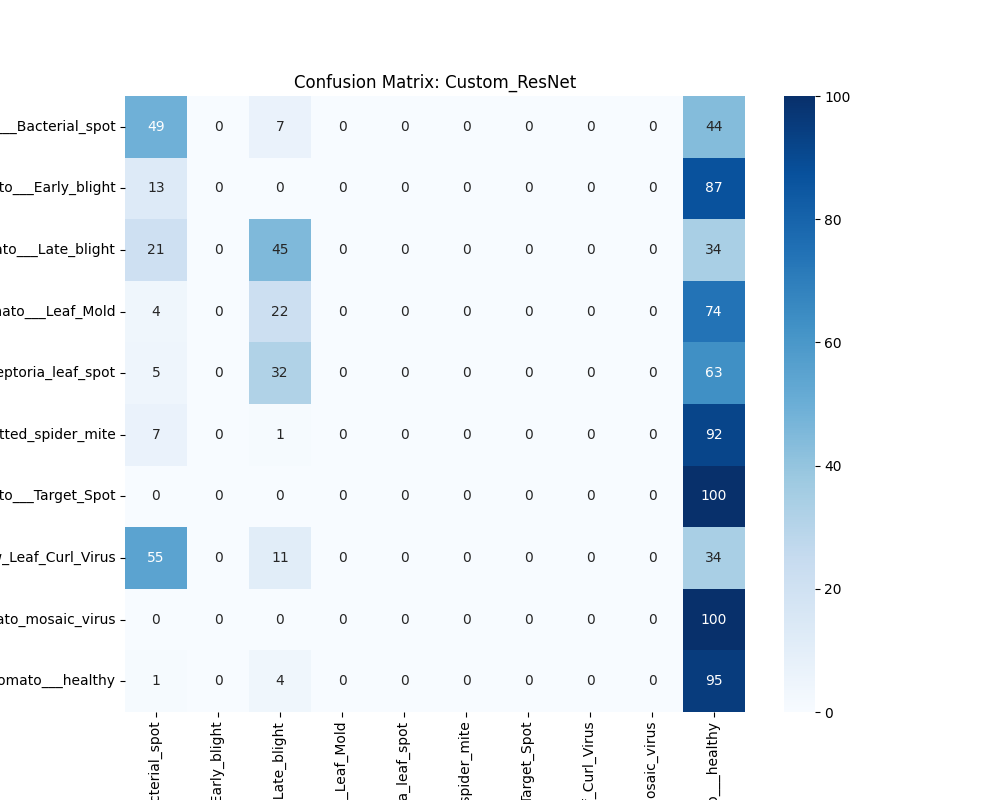 Confusion Matrix: Custom_ResNet
___Bacterial_spot 49 0 7 0 0 0 0 0 0 44
to___Early_blight 13 0 0 0 0 0 0 0 0 87
ato___Late_blight 21 0 45 0 0 0 0 0 0 34
ato___Leaf_Mold 4 0 22 0 0 0 0 0 0 74
eptoria_leaf_spot 5 0 32 0 0 0 0 0 0 63
tted_spider_mite 7 0 1 0 0 0 0 0 0 92
to___Target_Spot 0 0 0 0 0 0 0 0 0 100
_Leaf_Curl_Virus 55 0 11 0 0 0 0 0 0 34
ato_mosaic_virus 0 0 0 0 0 0 0 0 0 100
omato___healthy 1 0 4 0 0 0 0 0 0 95
cterial_spot
Early_blight
Late_blight
_Leaf_Mold
a_leaf_spot
spider_mite
Target_Spot
f_Curl_Virus
osaic_virus
o___healthy
100
80
60
40
20
0